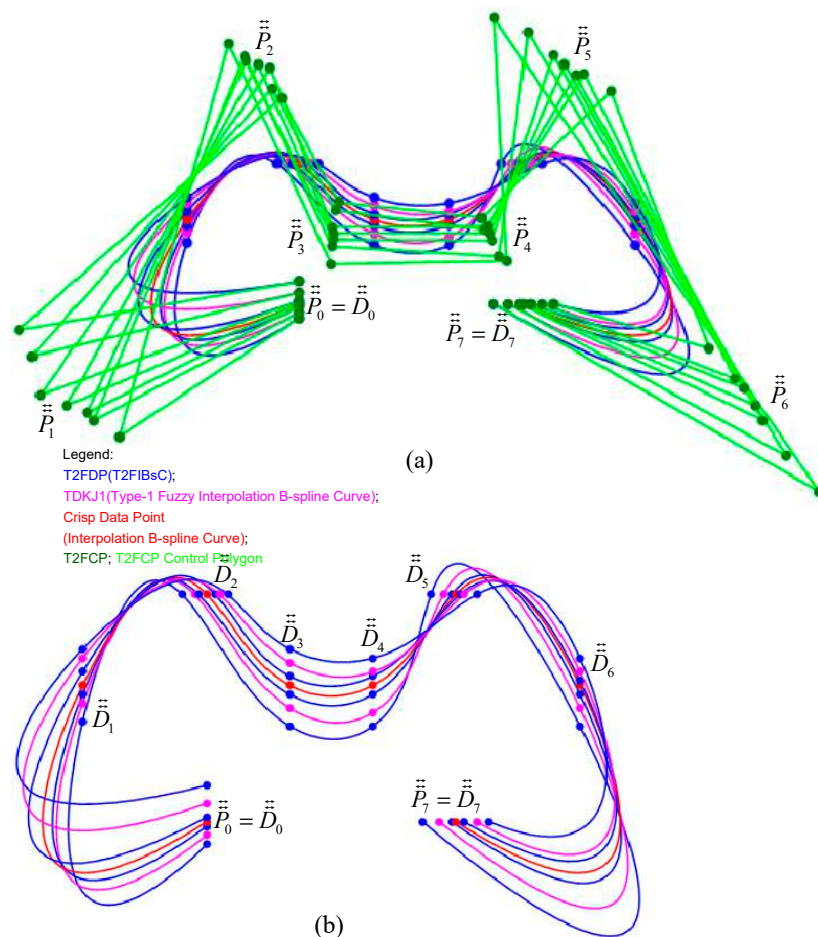 P̈₂
P̈₅
P̈₃
P̈₄
P̈₀ = D̈₀
P̈₇ = D̈₇
P̈₁
P̈₆
(a)
Legend:
T2FDP(T2FIBsC);
TDKJ1(Type-1 Fuzzy Interpolation B-spline Curve);
Crisp Data Point
(Interpolation B-spline Curve);
T2FCP; T2FCP Control Polygon
D̈₂
D̈₅
D̈₃
D̈₄
D̈₆
D̈₁
P̈₇ = D̈₇
P̈₀ = D̈₀
(b)